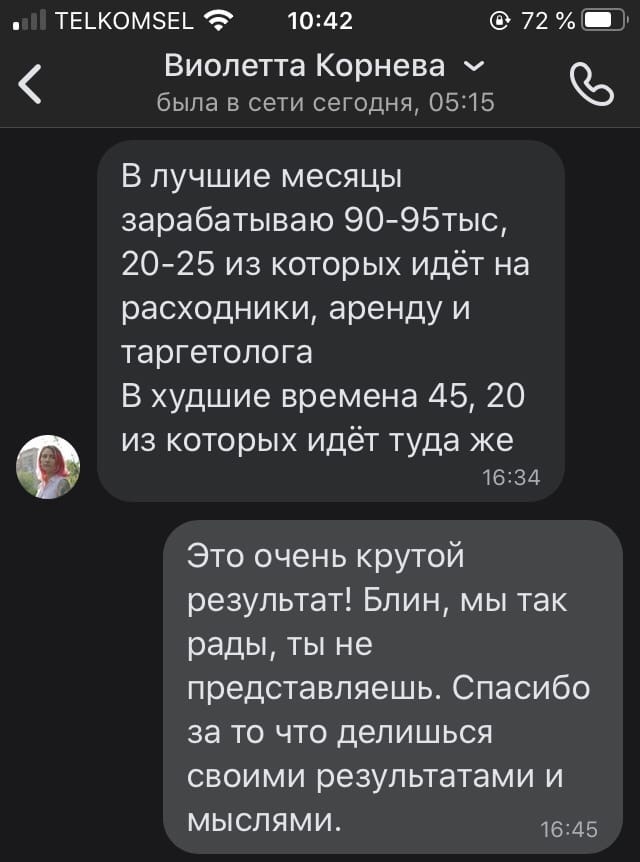 TELKOMSEL 10:42 72 %
Виолетта Корнева
была в сети сегодня, 05:15
В лучшие месяцы
зарабатываю 90-95тыс,
20-25 из которых идёт на
расходники, аренду и
таргетолога
В худшие времена 45, 20
из которых идёт туда же
16:34
Это очень крутой
результат! Блин, мы так
рады, ты не
представляешь. Спасибо
за то что делишься
своими результатами и
мыслями.
16:45